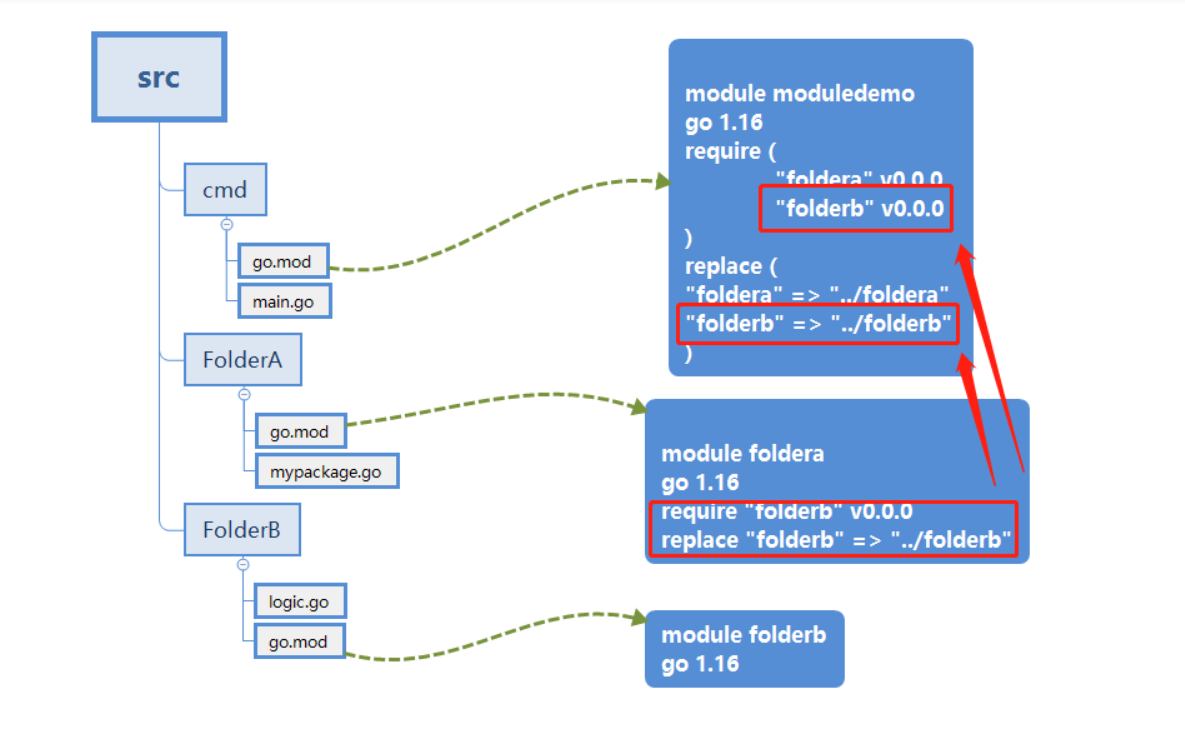 src
cmd
go.mod
main.go
FolderA
go.mod
mypackage.go
FolderB
logic.go
go.mod
module moduledemo
go 1.16
require (
"foldera" v0.0.0
"folderb" v0.0.0
)
replace (
"foldera" => "../foldera"
"folderb" => "../folderb"
)
module foldera
go 1.16
require "folderb" v0.0.0
replace "folderb" => "../folderb"
module folderb
go 1.16